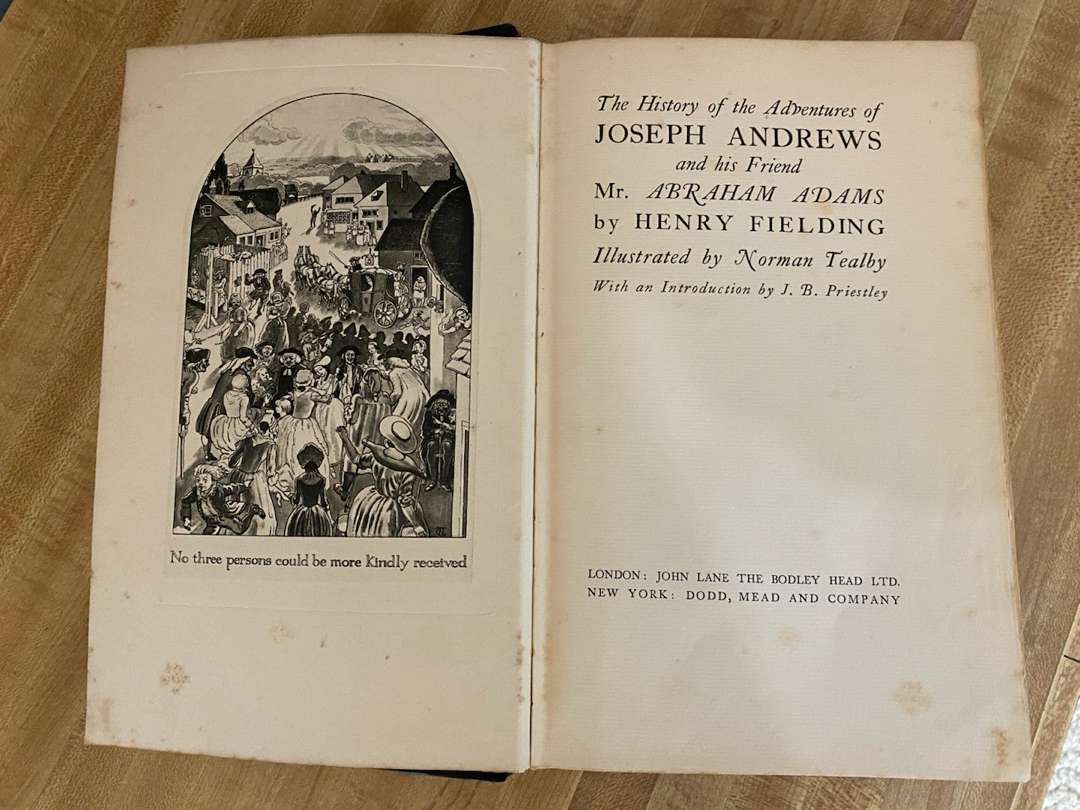 No three persons could be more kindly received
The History of the Adventures of
JOSEPH ANDREWS
and his Friend
Mr. ABRAHAM ADAMS
by HENRY FIELDING
Illustrated by Norman Tealby
With an Introduction by J. B. Priestley
LONDON: JOHN LANE THE BODLEY HEAD LTD.
NEW YORK: DODD, MEAD AND COMPANY